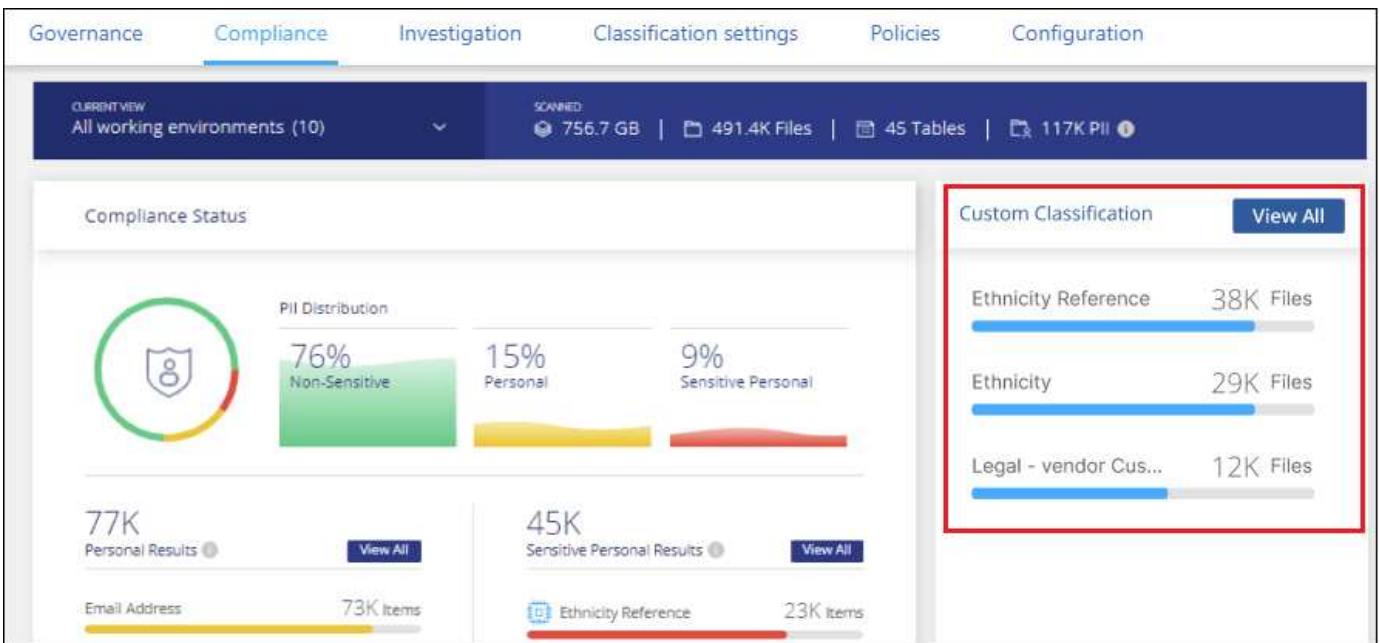 Governance Compliance Investigation Classification settings Policies Configuration
CURRENT VIEW
All working environments (10)
SCANNED
756.7 GB | 491.4K Files | 45 Tables | 117K PII
Compliance Status
PII Distribution
76% 15% 9%
Non-Sensitive Personal Sensitive Personal
77K
Personal Results View All
Email Address 73K Items
45K
Sensitive Personal Results View All
Ethnicity Reference 23K Items
Custom Classification View All
Ethnicity Reference 38K Files
Ethnicity 29K Files
Legal - vendor Cus... 12K Files